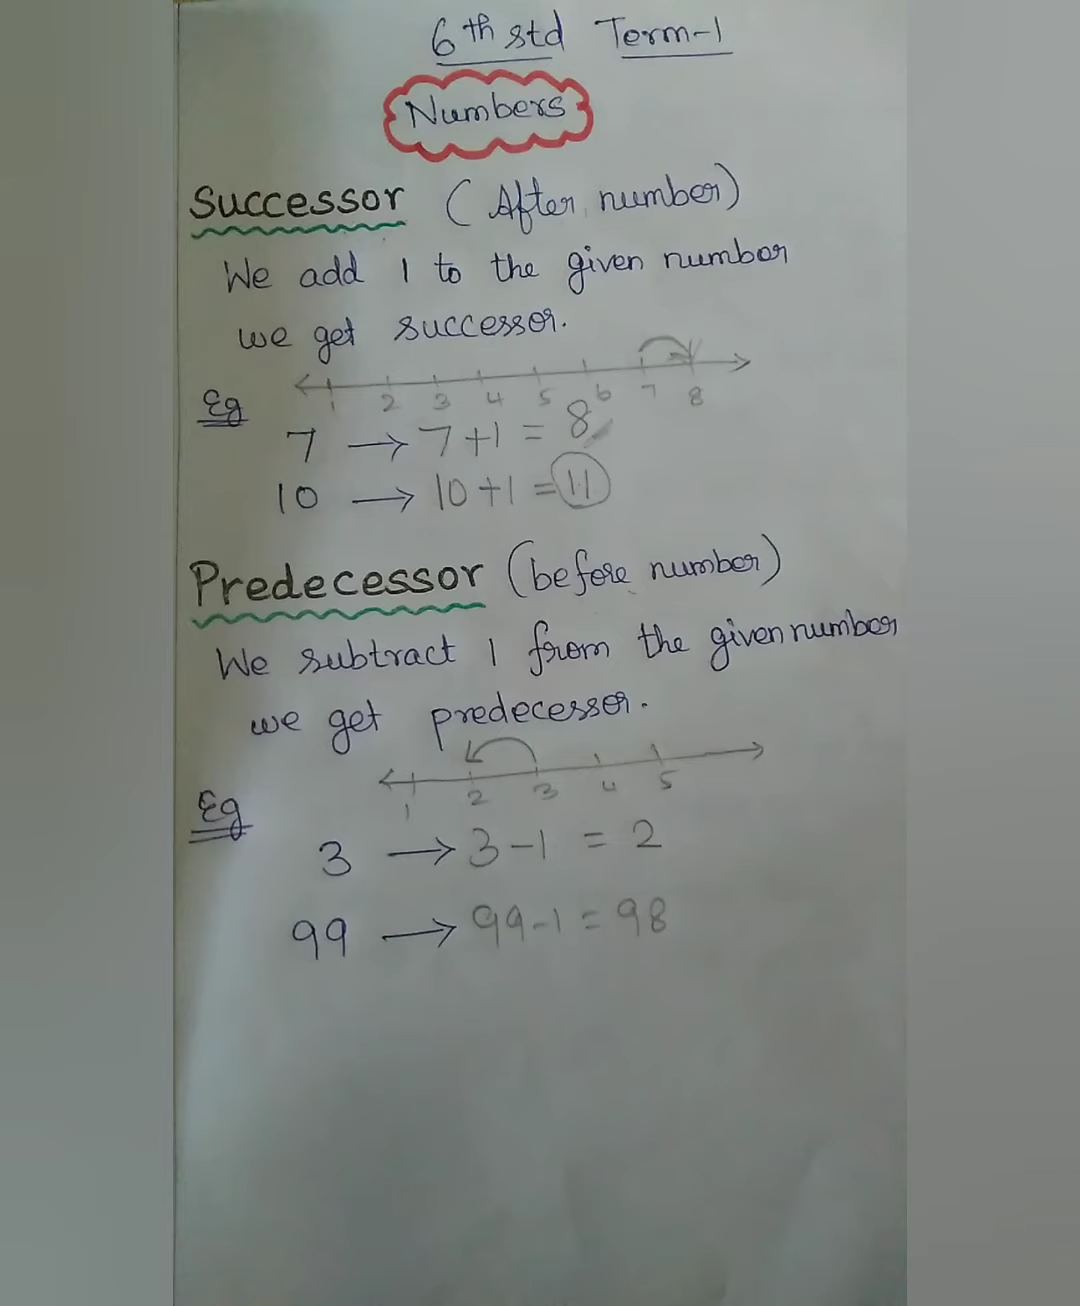 6th std Term-1
Numbers
Successor (After number)
We add 1 to the given number
we get successor.
Eg
1 2 3 4 5 6 7 8
7 → 7+1 = 8
10 → 10+1 = 11
Predecessor (before number)
We subtract 1 from the given number
we get predecessor.
Eg
1 2 3 4 5
3 → 3-1 = 2
99 → 99-1 = 98